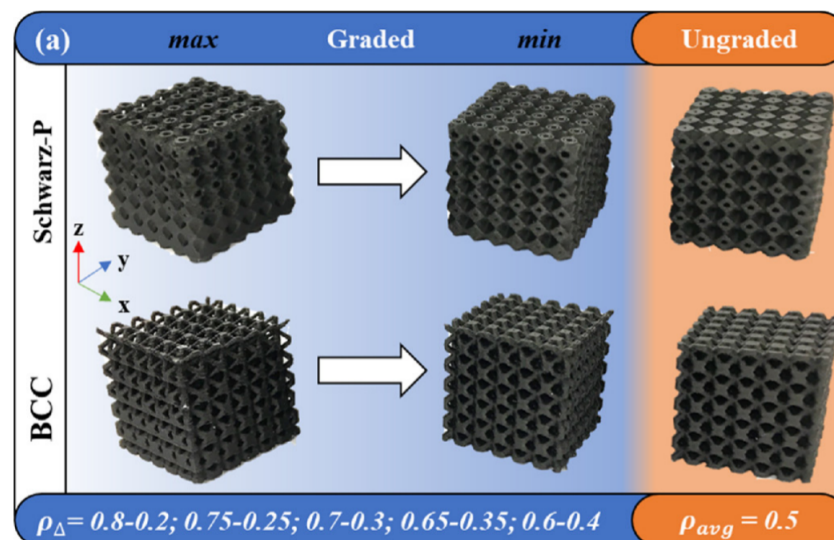 (a) max Graded min Ungraded
Schwarz-P
z
y
x
BCC
ρΔ= 0.8-0.2; 0.75-0.25; 0.7-0.3; 0.65-0.35; 0.6-0.4 ρavg = 0.5